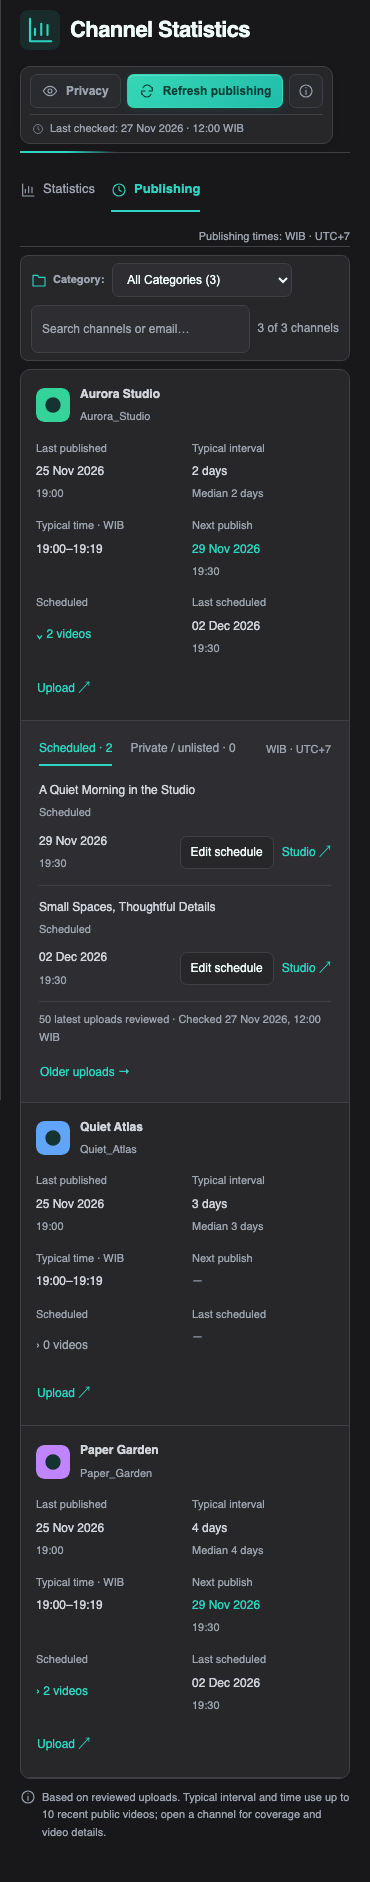 Channel Statistics
Privacy
Refresh publishing
Last checked: 27 Nov 2026 · 12:00 WIB
Statistics
Publishing
Publishing times: WIB · UTC+7
Category:
All Categories (3)
Search channels or email...
3 of 3 channels
Aurora Studio
Aurora_Studio
Last published
Typical interval
25 Nov 2026
2 days
19:00
Median 2 days
Typical time · WIB
Next publish
19:00–19:19
29 Nov 2026
19:30
Scheduled
Last scheduled
⌄ 2 videos
02 Dec 2026
19:30
Upload ↗
Scheduled · 2
Private / unlisted · 0
WIB · UTC+7
A Quiet Morning in the Studio
Scheduled
29 Nov 2026
19:30
Edit schedule
Studio ↗
Small Spaces, Thoughtful Details
Scheduled
02 Dec 2026
19:30
Edit schedule
Studio ↗
50 latest uploads reviewed · Checked 27 Nov 2026, 12:00
WIB
Older uploads →
Quiet Atlas
Quiet_Atlas
Last published
Typical interval
25 Nov 2026
3 days
19:00
Median 3 days
Typical time · WIB
Next publish
19:00–19:19
—
Scheduled
Last scheduled
› 0 videos
—
Upload ↗
Paper Garden
Paper_Garden
Last published
Typical interval
25 Nov 2026
4 days
19:00
Median 4 days
Typical time · WIB
Next publish
19:00–19:19
29 Nov 2026
19:30
Scheduled
Last scheduled
› 2 videos
02 Dec 2026
19:30
Upload ↗
Based on reviewed uploads. Typical interval and time use up to
10 recent public videos; open a channel for coverage and
video details.